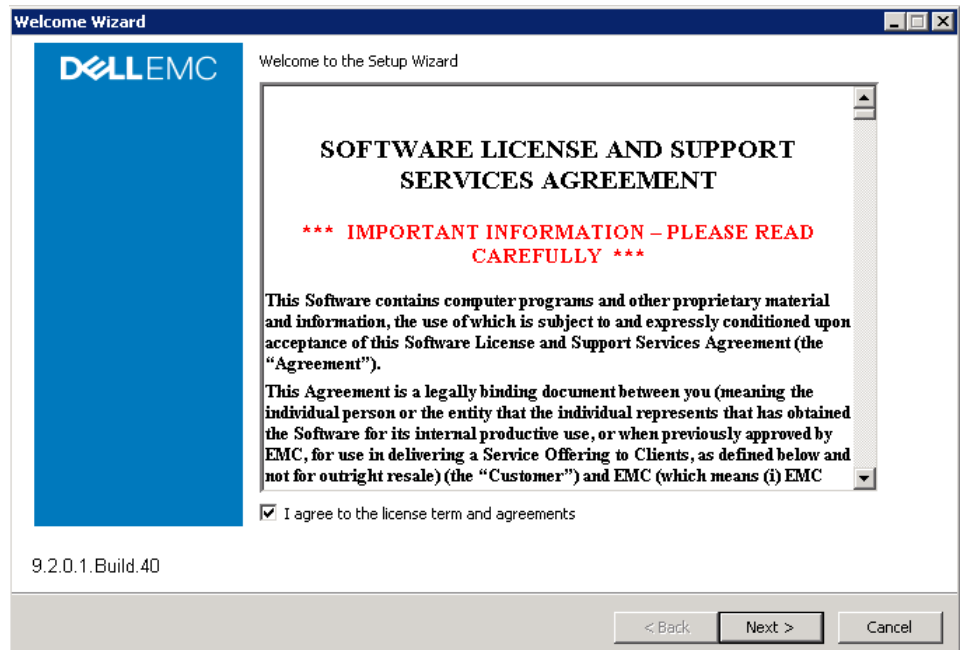 Welcome Wizard
DELLEMC
Welcome to the Setup Wizard
SOFTWARE LICENSE AND SUPPORT
SERVICES AGREEMENT
*** IMPORTANT INFORMATION – PLEASE READ
CAREFULLY ***
This Software contains computer programs and other proprietary material
and information, the use of which is subject to and expressly conditioned upon
acceptance of this Software License and Support Services Agreement (the
“Agreement”).
This Agreement is a legally binding document between you (meaning the
individual person or the entity that the individual represents that has obtained
the Software for its internal productive use, or when previously approved by
EMC, for use in delivering a Service Offering to Clients, as defined below and
not for outright resale) (the “Customer”) and EMC (which means (i) EMC
I agree to the license term and agreements
9.2.0.1.Build.40
< Back
Next >
Cancel